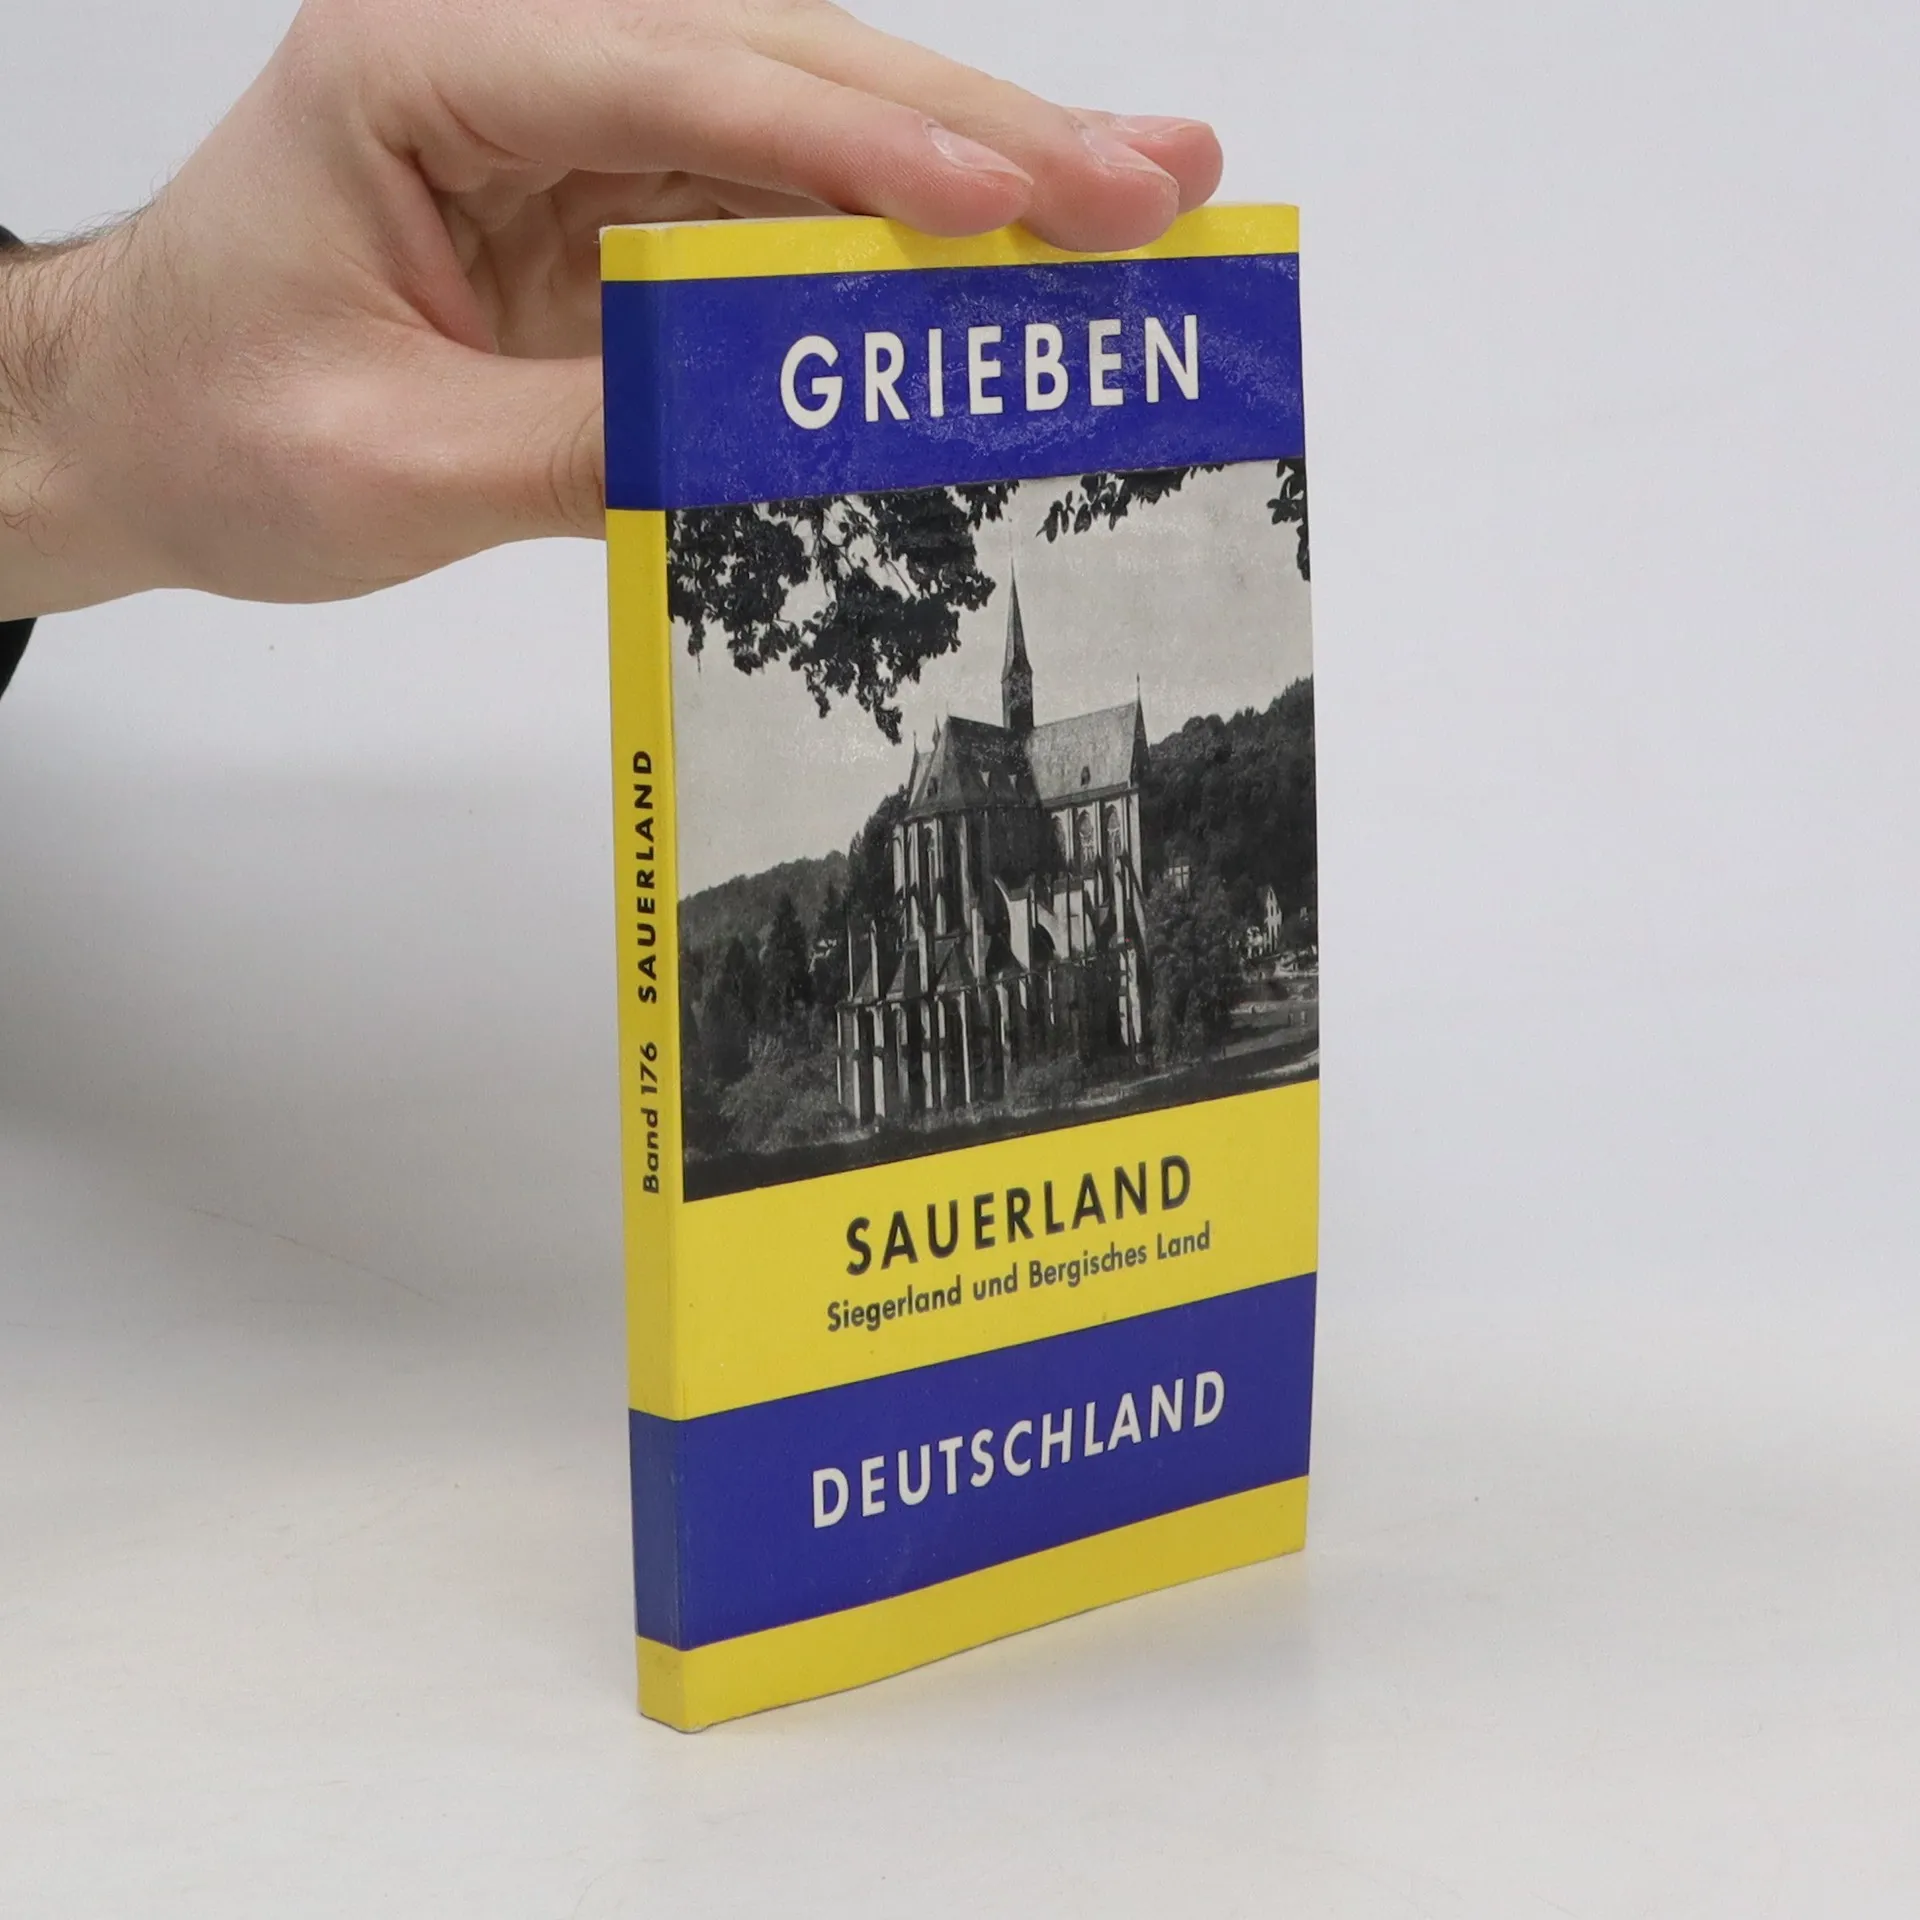 GRIEBEN
SAUERLAND
Siegerland und Bergisches Land
DEUTSCHLAND
Band 176 SAUERLAND